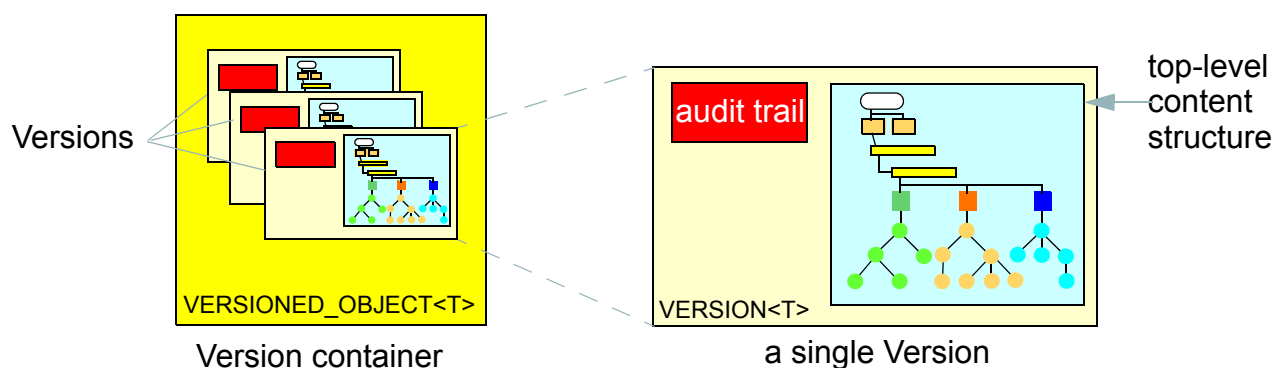 Versions
VERSIONED_OBJECT<T>
Version container
audit trail
VERSION<T>
a single Version
top-level
content
structure